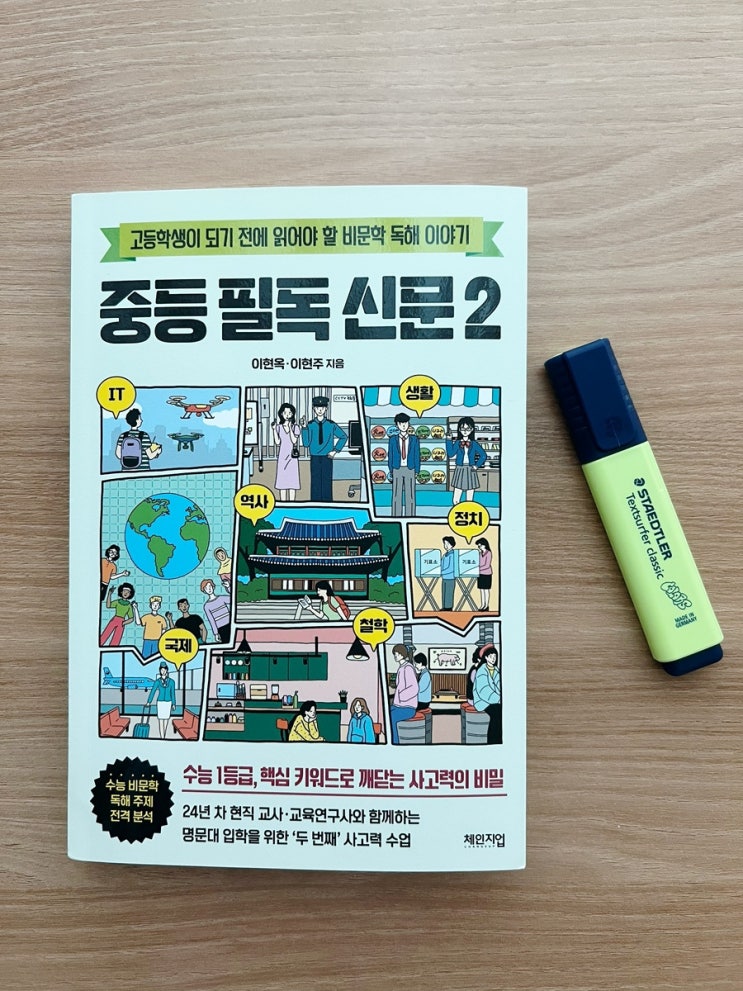 고등학생이 되기 전에 읽어야 할 비문학 독해 이야기
중등 필독 신문 2
이현옥·이현주 지음
IT
CCTV
생활
역사
정치
기표소
기표소
철학
국제
수능 비문학
독해 주제
전격 분석
수능 1등급, 핵심 키워드로 깨닫는 사고력의 비밀
24년 차 현직 교사·교육연구사와 함께하는
명문대 입학을 위한 '두 번째' 사고력 수업
체인지업
STAEDTLER
Textsurfer classic
MADE IN
GERMANY